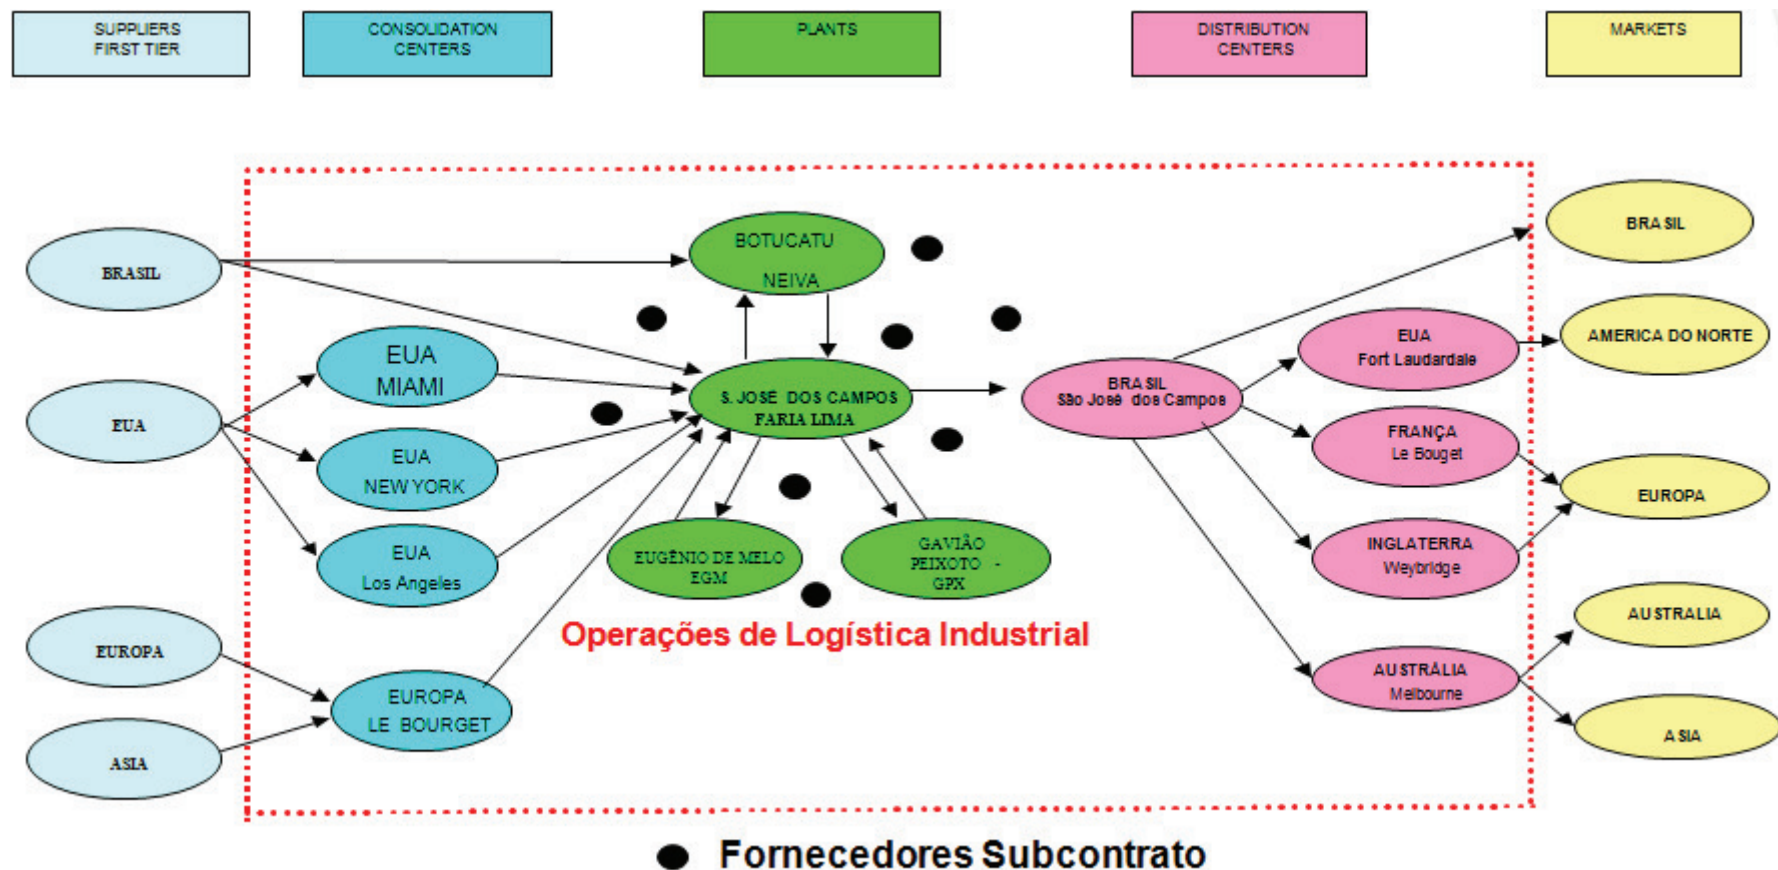 SUPPLIERS
FIRST TIER
CONSOLIDATION
CENTERS
PLANTS
DISTRIBUTION
CENTERS
MARKETS
BRASIL
EUA
EUROPA
ASIA
EUA
MIAMI
EUA
NEW YORK
EUA
Los Angeles
EUROPA
LE BOURGET
BOTUCATU
NEIVA
S. JOSÉ DOS CAMPOS
FARIA LIMA
EUGÊNIO DE MELO
EGM
GAVIÃO
PEIXOTO -
GPX
Operações de Logística Industrial
BRASIL
São José dos Campos
EUA
Fort Laudardale
FRANÇA
Le Bouget
INGLATERRA
Weybridge
AUSTRÁLIA
Melbourne
BRASIL
AMERICA DO NORTE
EUROPA
AUSTRALIA
ASIA
Fornecedores Subcontrato